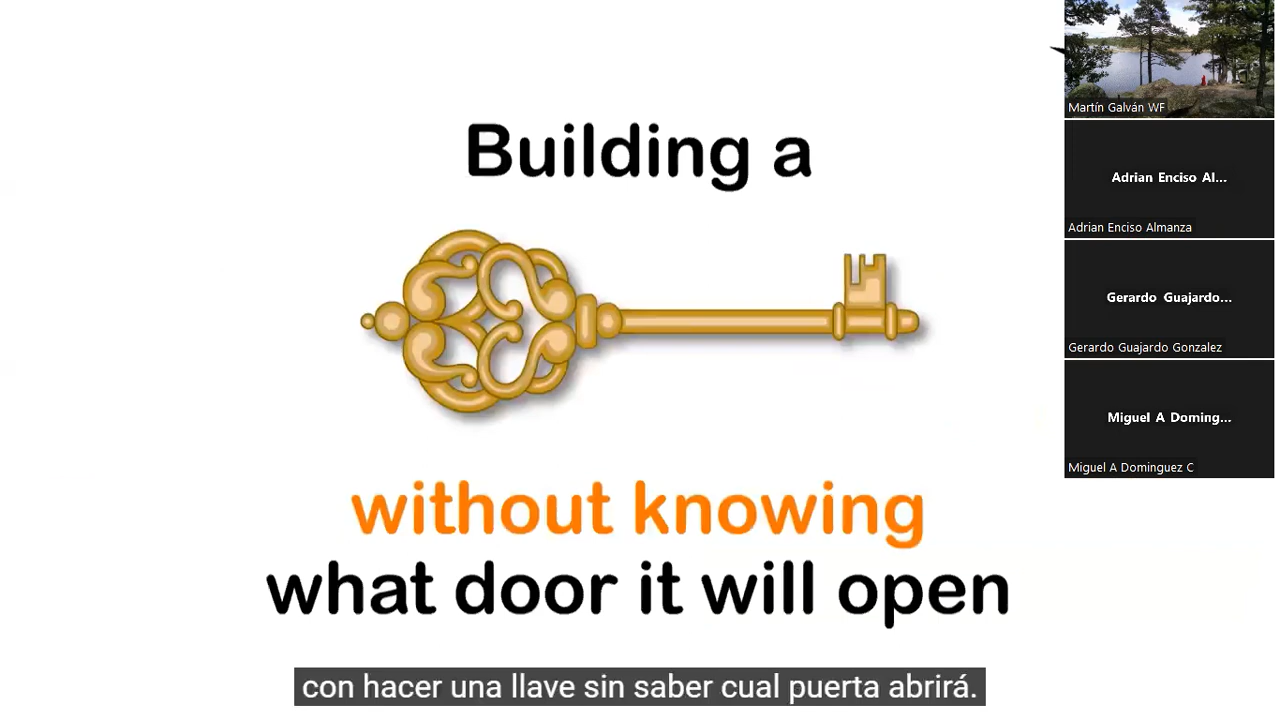 Building a
without knowing
what door it will open
con hacer una llave sin saber cual puerta abrirá.
Martín Galván WF
Adrian Enciso Al...
Adrian Enciso Almanza
Gerardo Guajardo...
Gerardo Guajardo Gonzalez
Miguel A Doming...
Miguel A Dominguez C